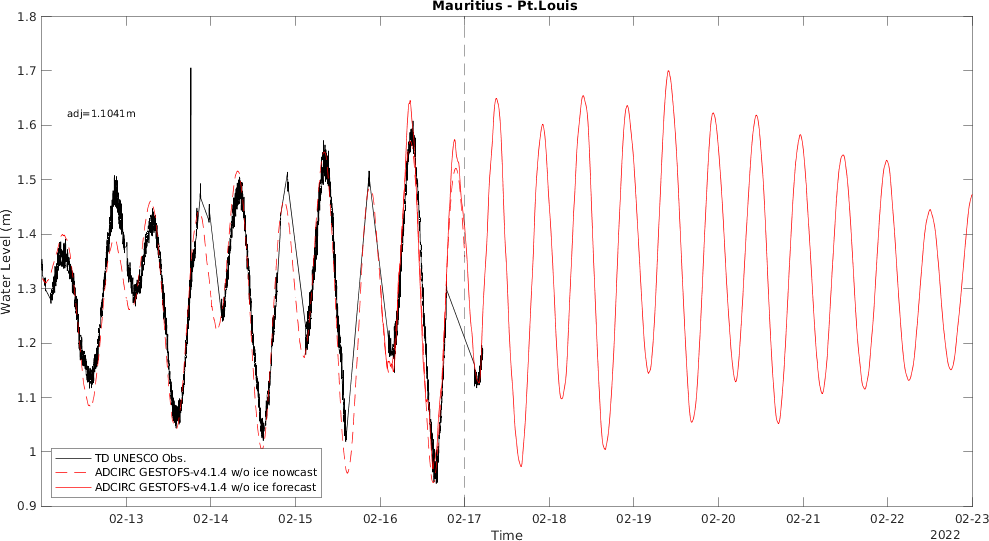 Mauritius - Pt.Louis
1.8
1.7
1.6
1.5
1.4
1.3
1.2
1.1
1
0.9
Water Level (m)
adj=1.1041m
TD UNESCO Obs.
ADCIRC GESTOFS-v4.1.4 w/o ice nowcast
ADCIRC GESTOFS-v4.1.4 w/o ice forecast
02-13 02-14 02-15 02-16 02-17 02-18 02-19 02-20 02-21 02-22 02-23
Time
2022